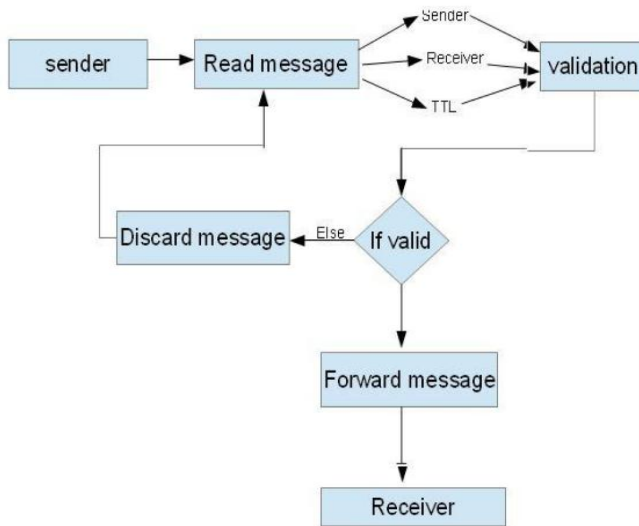 Sender
sender
Read message
Receiver
validation
TTL
Discard message
Else
If valid
Forward message
Receiver